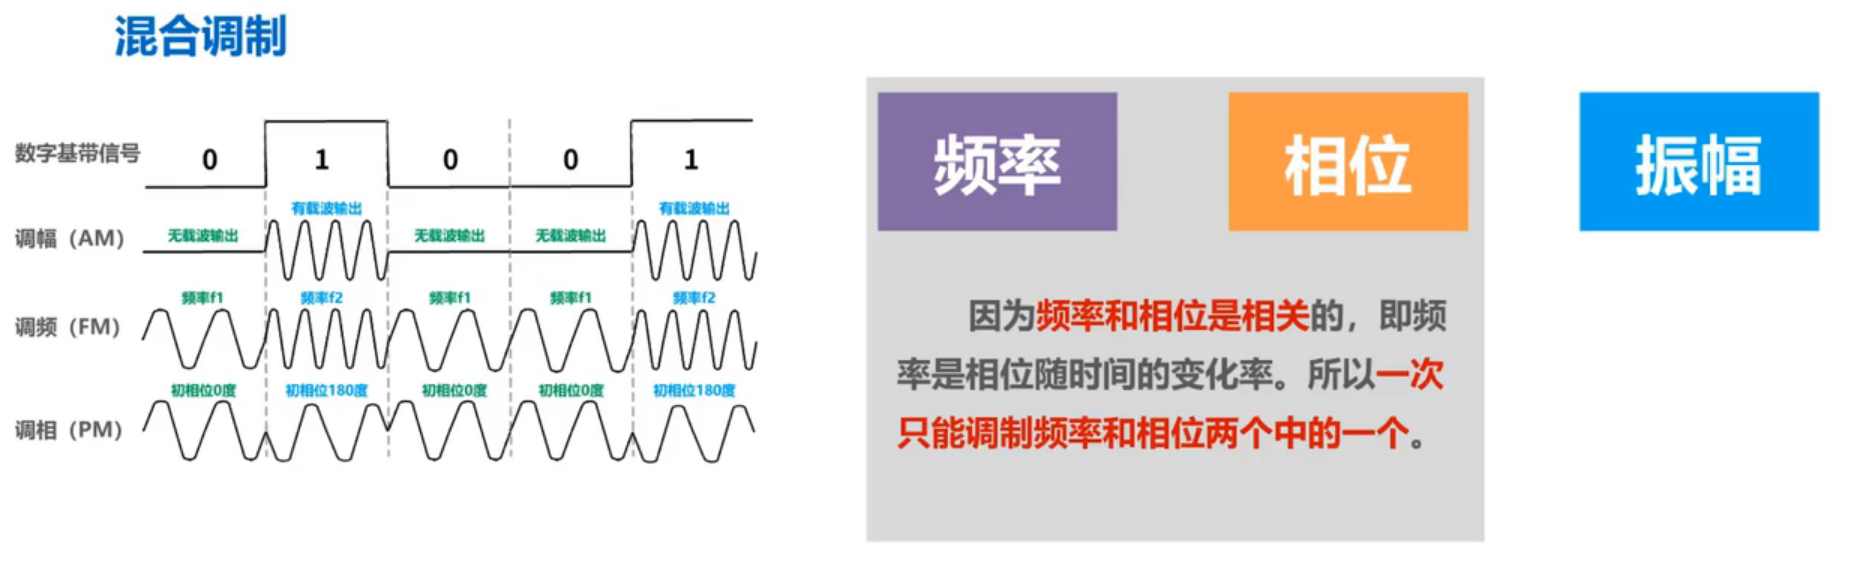 混合调制
数字基带信号 0 1 0 0 1
有载波输出 有载波输出
调幅（AM） 无载波输出 无载波输出 无载波输出
频率f1 频率f2 频率f1 频率f1 频率f2
调频（FM）
初相位0度 初相位180度 初相位0度 初相位0度 初相位180度
调相（PM）
频率 相位 振幅
因为频率和相位是相关的，即频
率是相位随时间的变化率。所以一次
只能调制频率和相位两个中的一个。